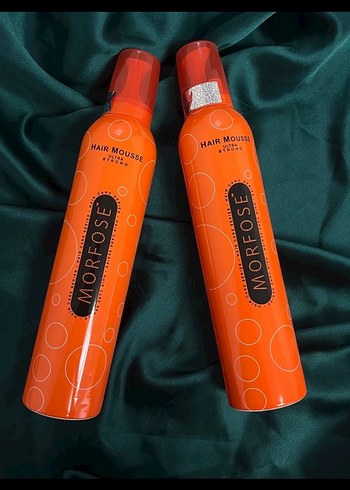 HAIR MOUSSE
ULTRA
STRONG
MORFOSE
HAIR MOUSSE
ULTRA
STRONG
MORFOSE